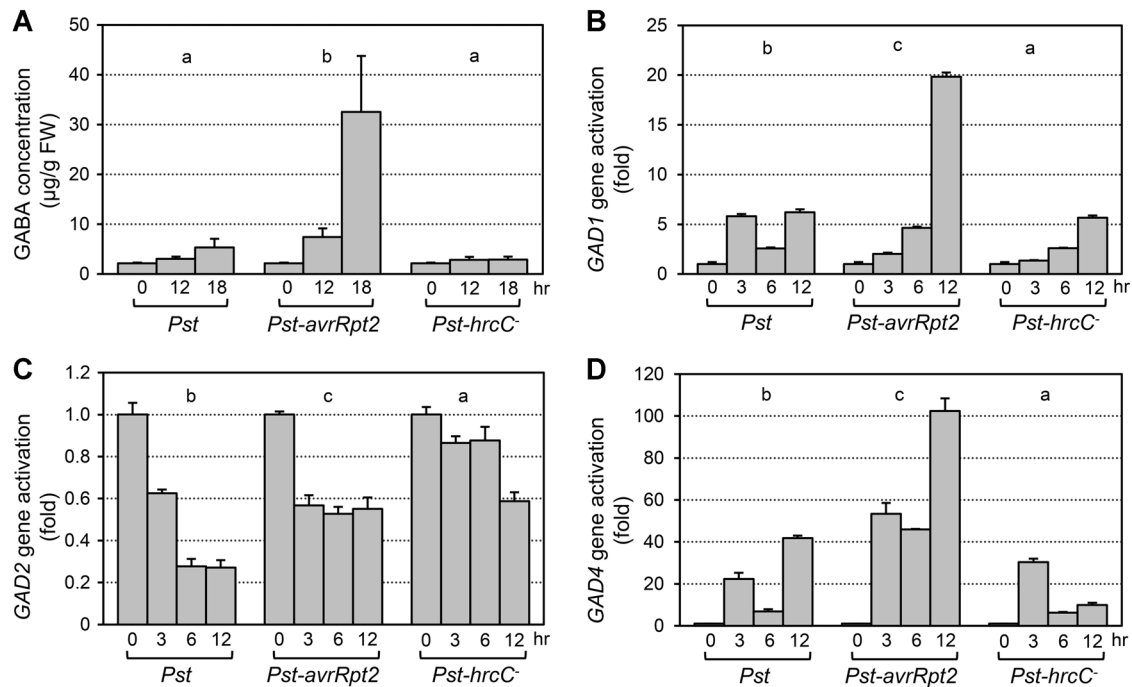 A
GABA concentration
(µg/g FW)
50
40
30
20
10
0
a b a
0 12 18 0 12 18 0 12 18 hr
Pst Pst-avrRpt2 Pst-hrcC-
B
GAD1 gene activation
(fold)
25
20
15
10
5
0
b c a
0 3 6 12 0 3 6 12 0 3 6 12 hr
Pst Pst-avrRpt2 Pst-hrcC-
C
GAD2 gene activation
(fold)
1.2
1.0
0.8
0.6
0.4
0.2
0
b c a
0 3 6 12 0 3 6 12 0 3 6 12 hr
Pst Pst-avrRpt2 Pst-hrcC-
D
GAD4 gene activation
(fold)
120
100
80
60
40
20
0
b c a
0 3 6 12 0 3 6 12 0 3 6 12 hr
Pst Pst-avrRpt2 Pst-hrcC-